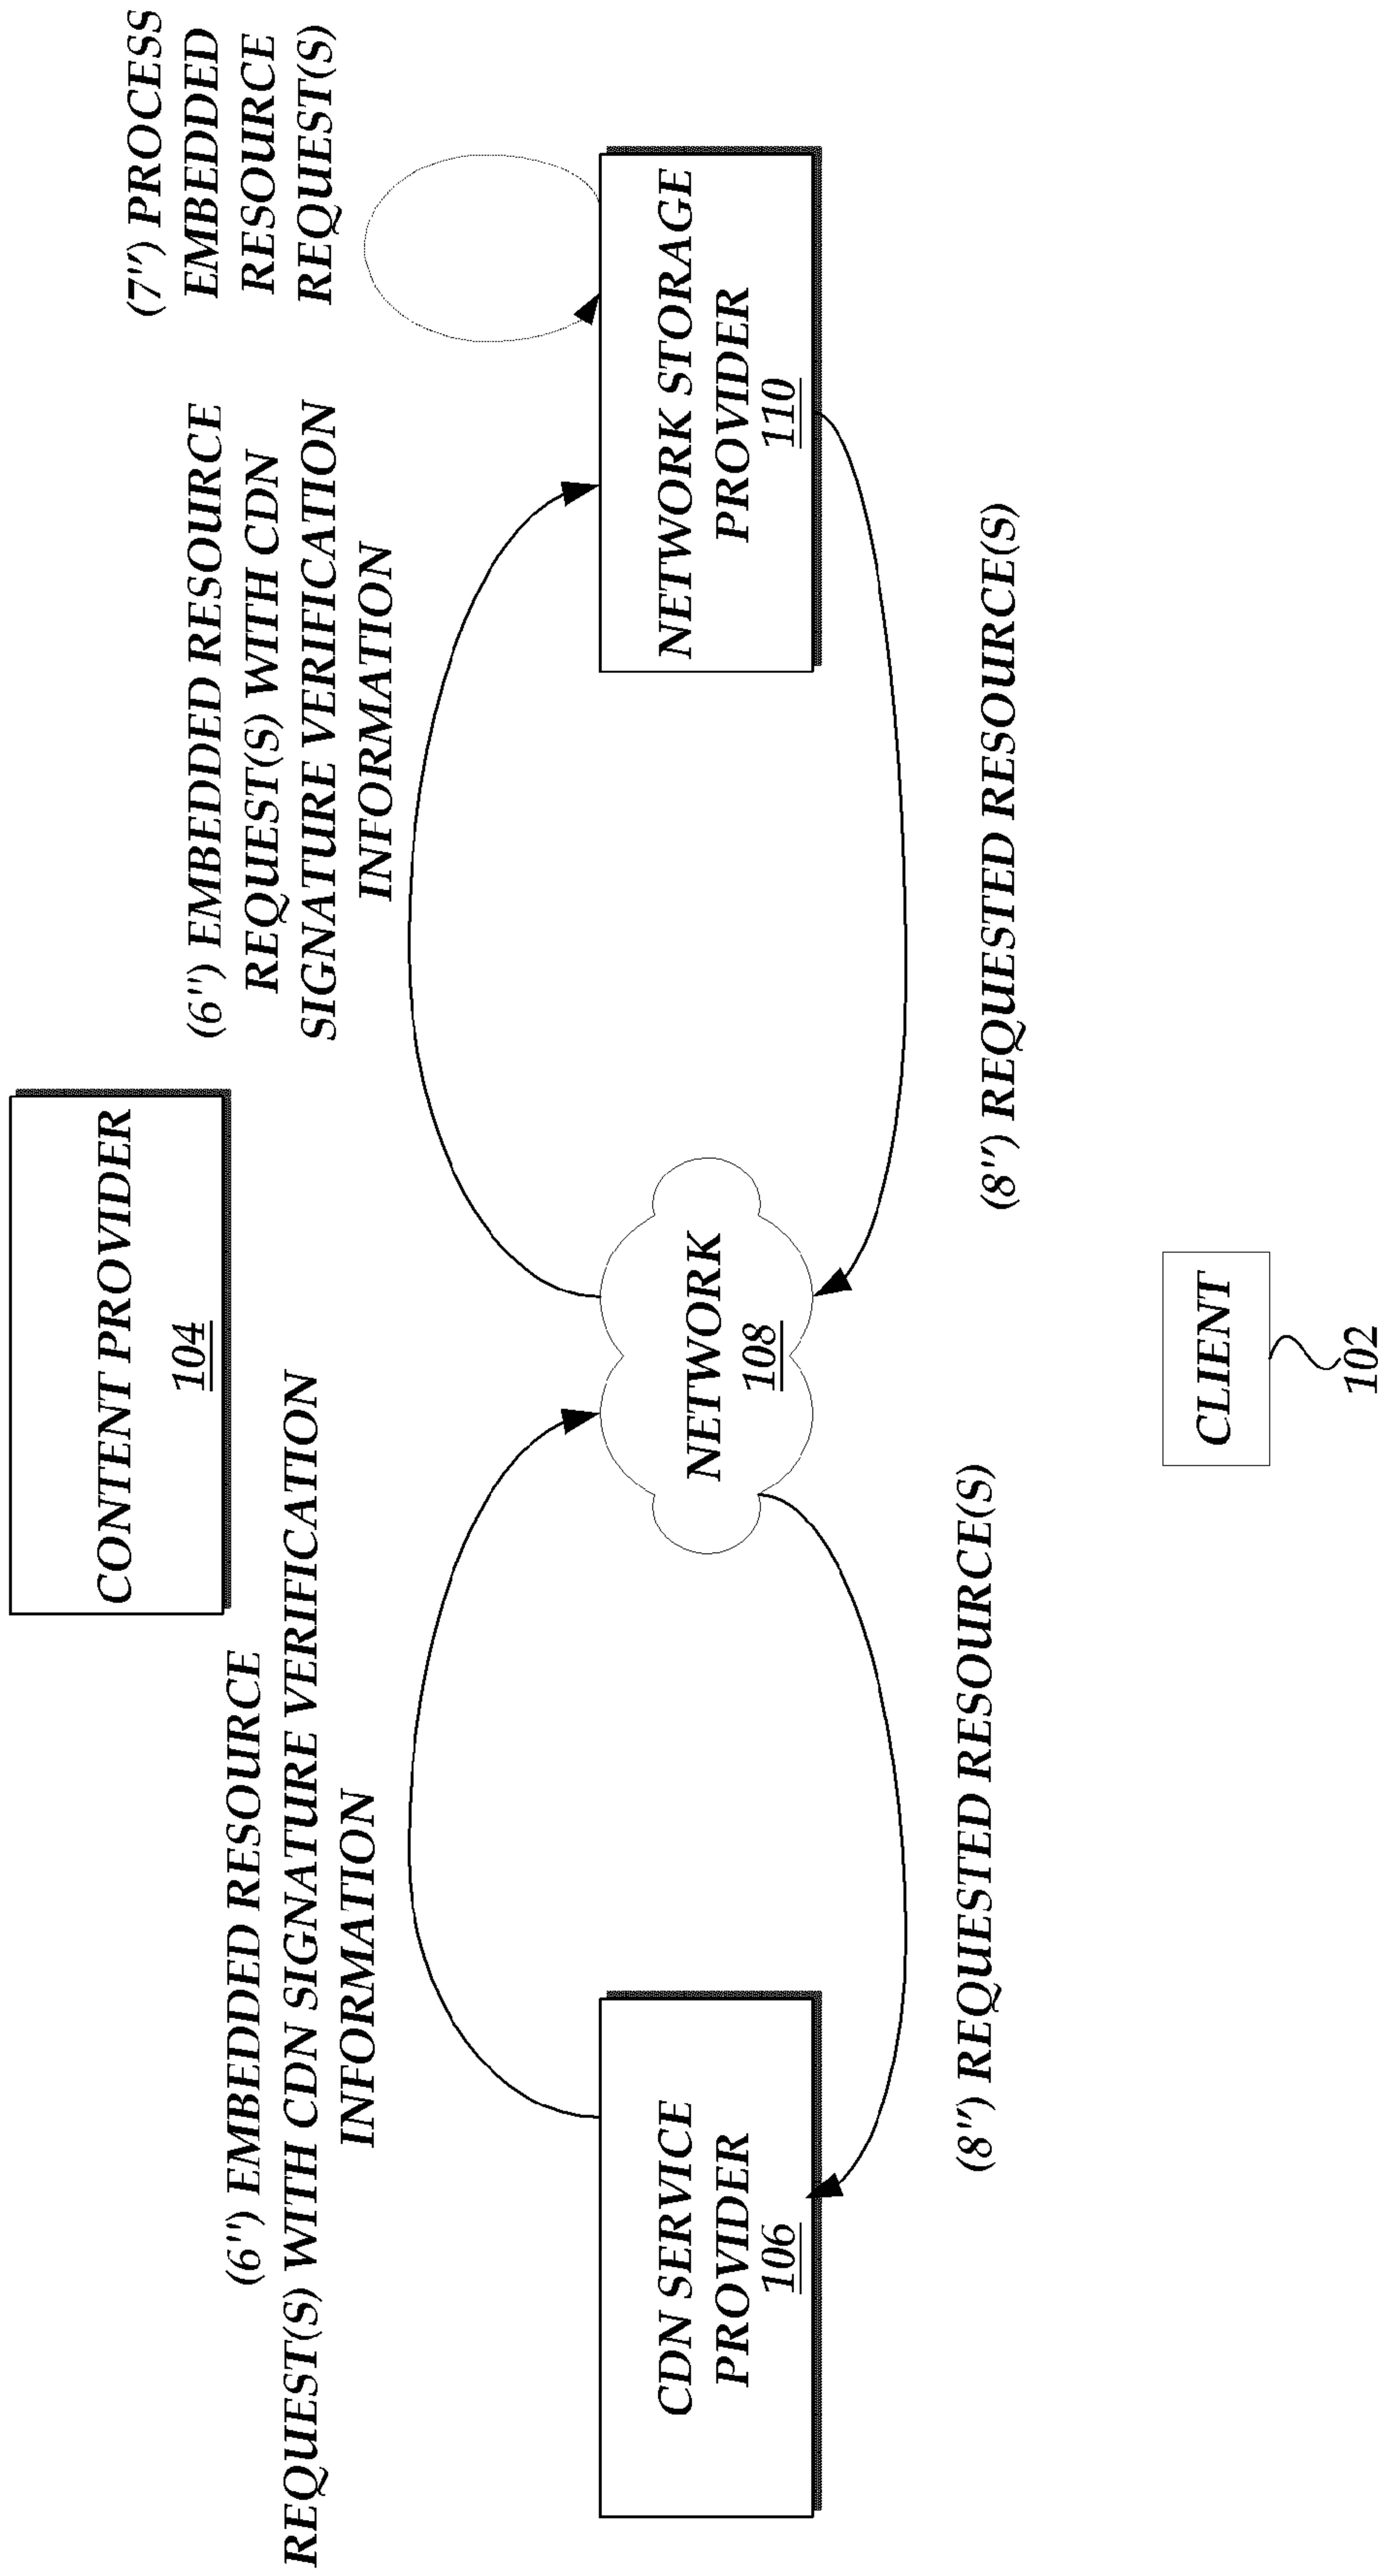 CONTENT PROVIDER
104
(6") EMBEDDED RESOURCE
REQUEST(S) WITH CDN SIGNATURE VERIFICATION
INFORMATION
(6") EMBEDDED RESOURCE
REQUEST(S) WITH CDN
SIGNATURE VERIFICATION
INFORMATION
(7") PROCESS
EMBEDDED
RESOURCE
REQUEST(S)
CDN SERVICE
PROVIDER
106
NETWORK
108
NETWORK STORAGE
PROVIDER
110
(8") REQUESTED RESOURCE(S)
(8") REQUESTED RESOURCE(S)
CLIENT
102